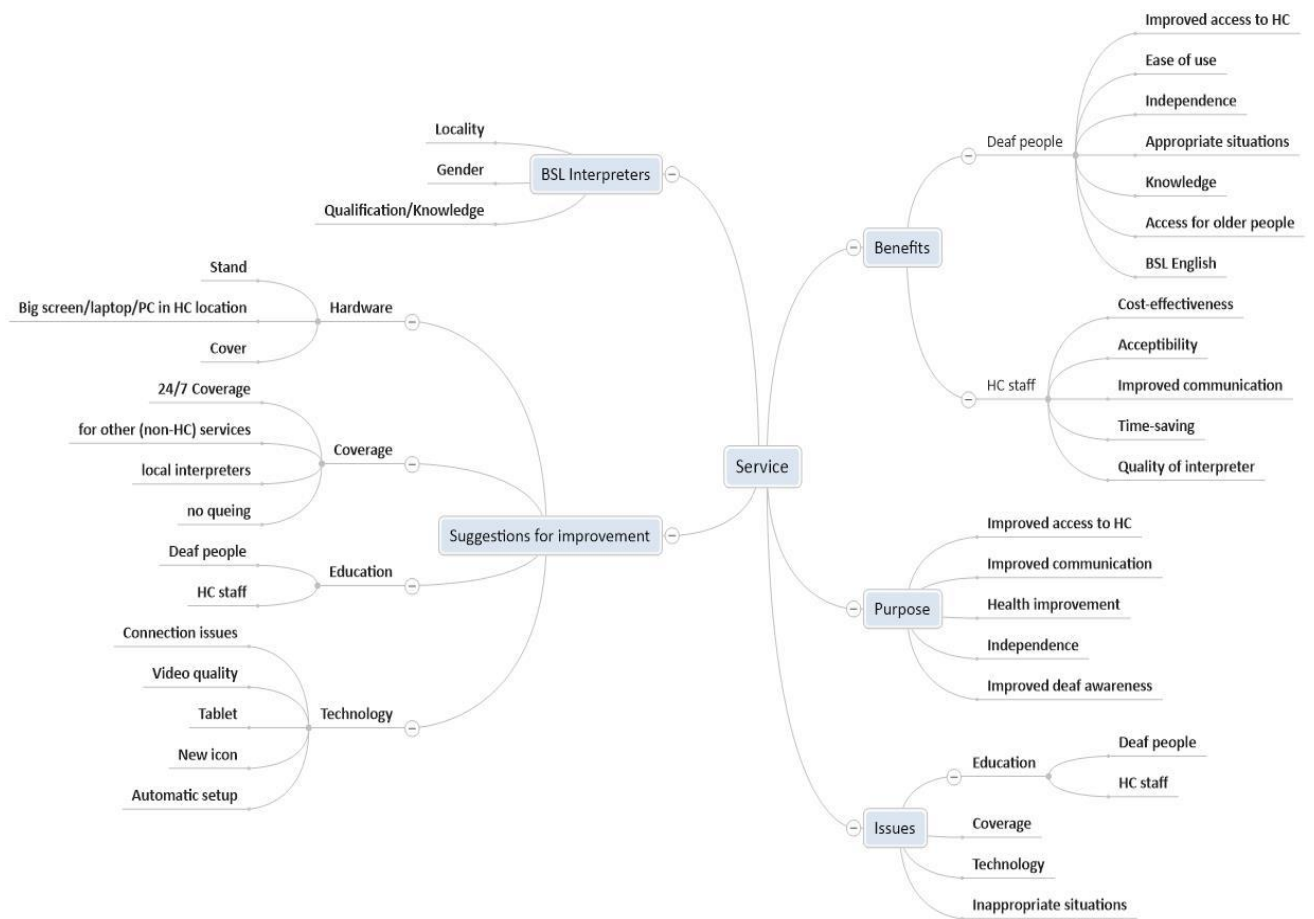 Service
BSL Interpreters
Locality
Gender
Qualification/Knowledge
Suggestions for improvement
Hardware
Stand
Big screen/laptop/PC in HC location
Cover
Coverage
24/7 Coverage
for other (non-HC) services
local interpreters
no queing
Education
Deaf people
HC staff
Technology
Connection issues
Video quality
Tablet
New icon
Automatic setup
Benefits
Deaf people
Improved access to HC
Ease of use
Independence
Appropriate situations
Knowledge
Access for older people
BSL English
HC staff
Cost-effectiveness
Acceptibility
Improved communication
Time-saving
Quality of interpreter
Purpose
Improved access to HC
Improved communication
Health improvement
Independence
Improved deaf awareness
Issues
Education
Deaf people
HC staff
Coverage
Technology
Inappropriate situations